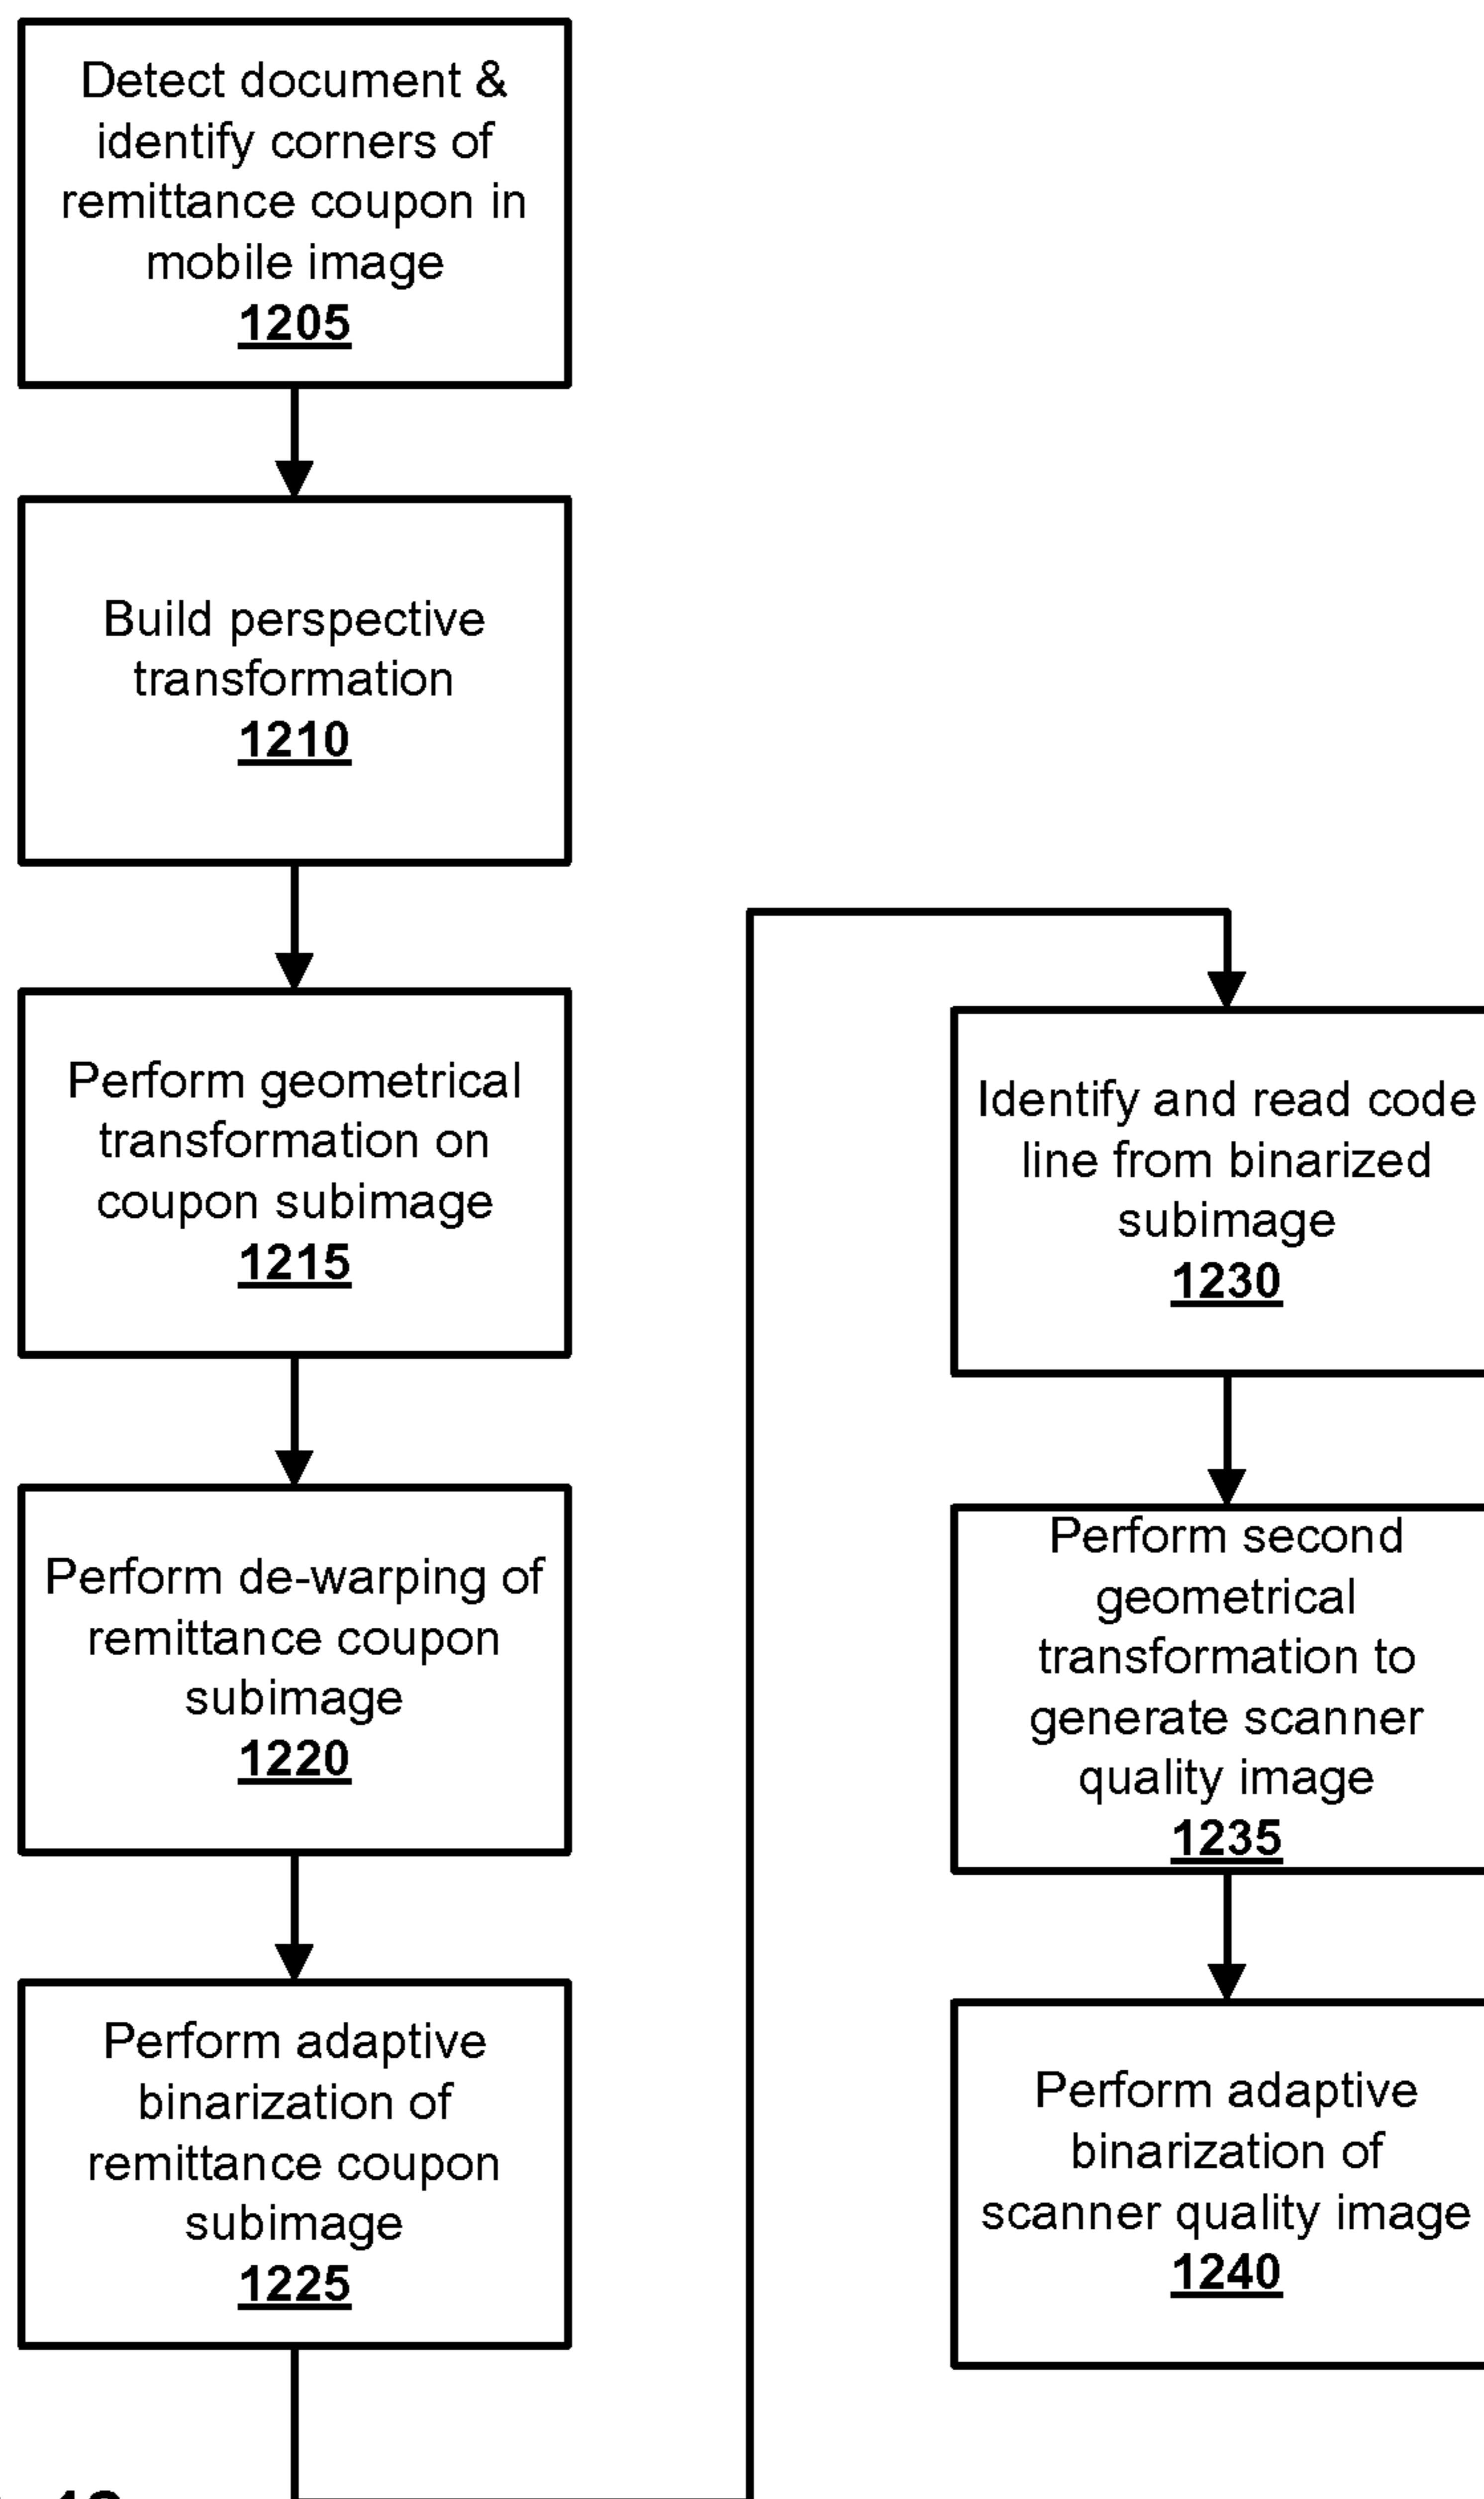 Detect document &
identify corners of
remittance coupon in
mobile image
1205
Build perspective
transformation
1210
Perform geometrical
transformation on
coupon subimage
1215
Perform de-warping of
remittance coupon
subimage
1220
Perform adaptive
binarization of
remittance coupon
subimage
1225
Identify and read code
line from binarized
subimage
1230
Perform second
geometrical
transformation to
generate scanner
quality image
1235
Perform adaptive
binarization of
scanner quality image
1240